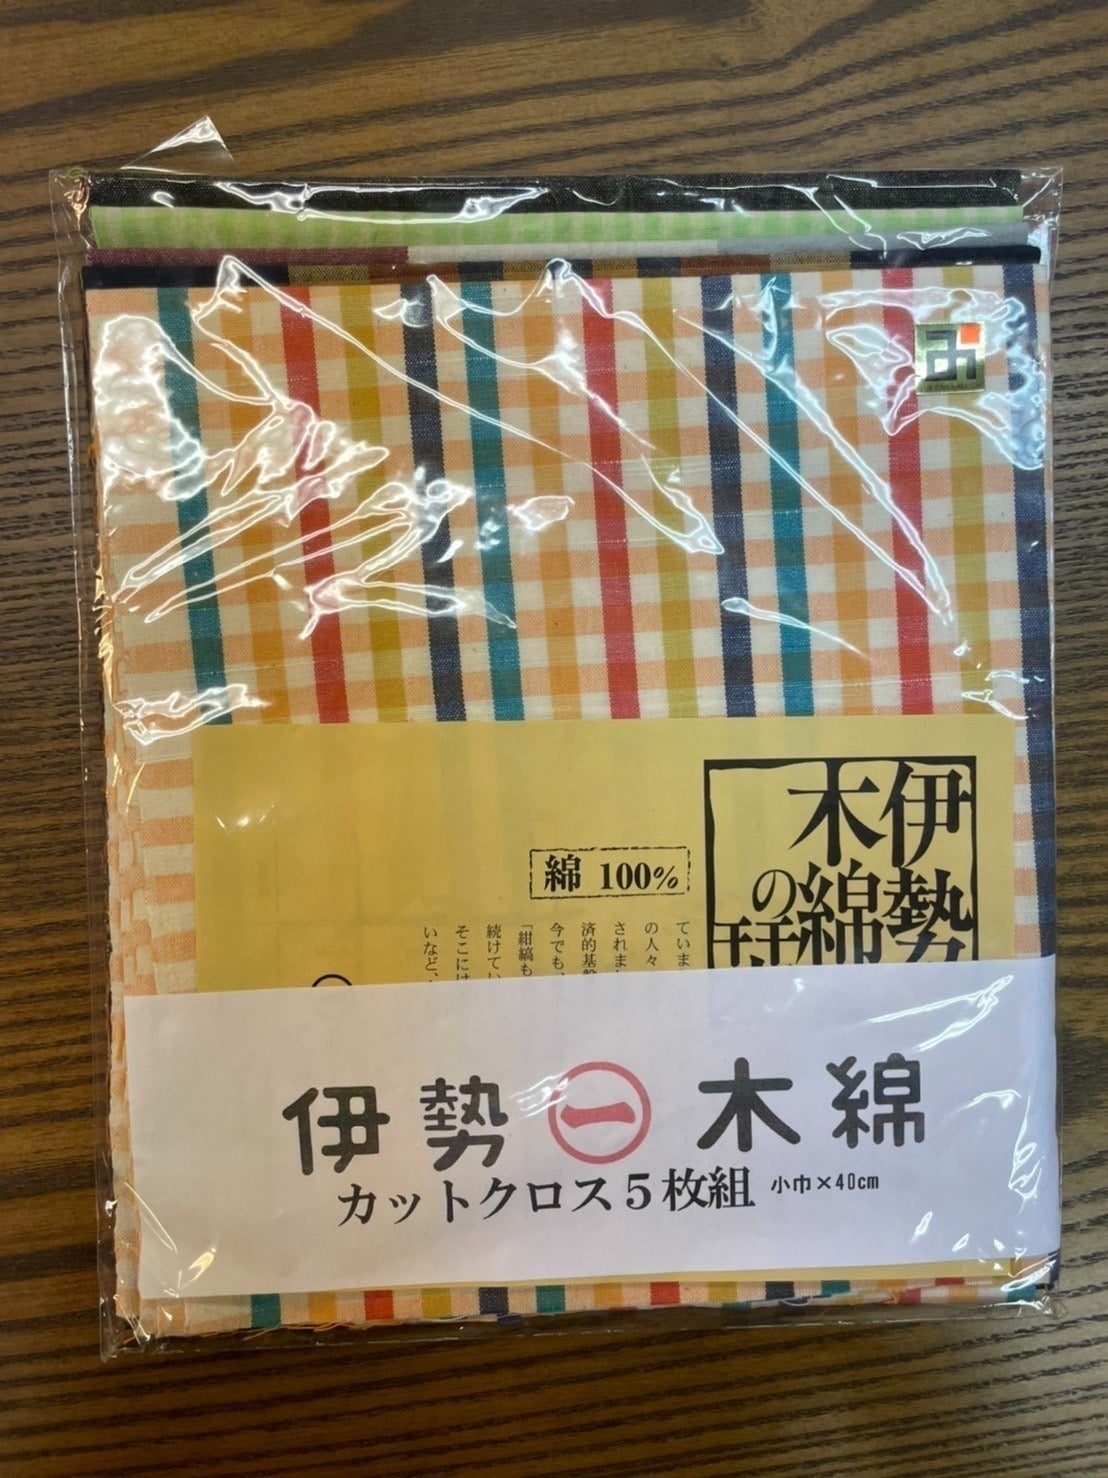 伊勢
木綿
の
綿 100%
ていま
の人々
されま
済的基盤
今でも、
「紺縞も
続けてい
そこには
いなど、
伊勢 一 木綿
カットクロス5枚組 小巾×40cm